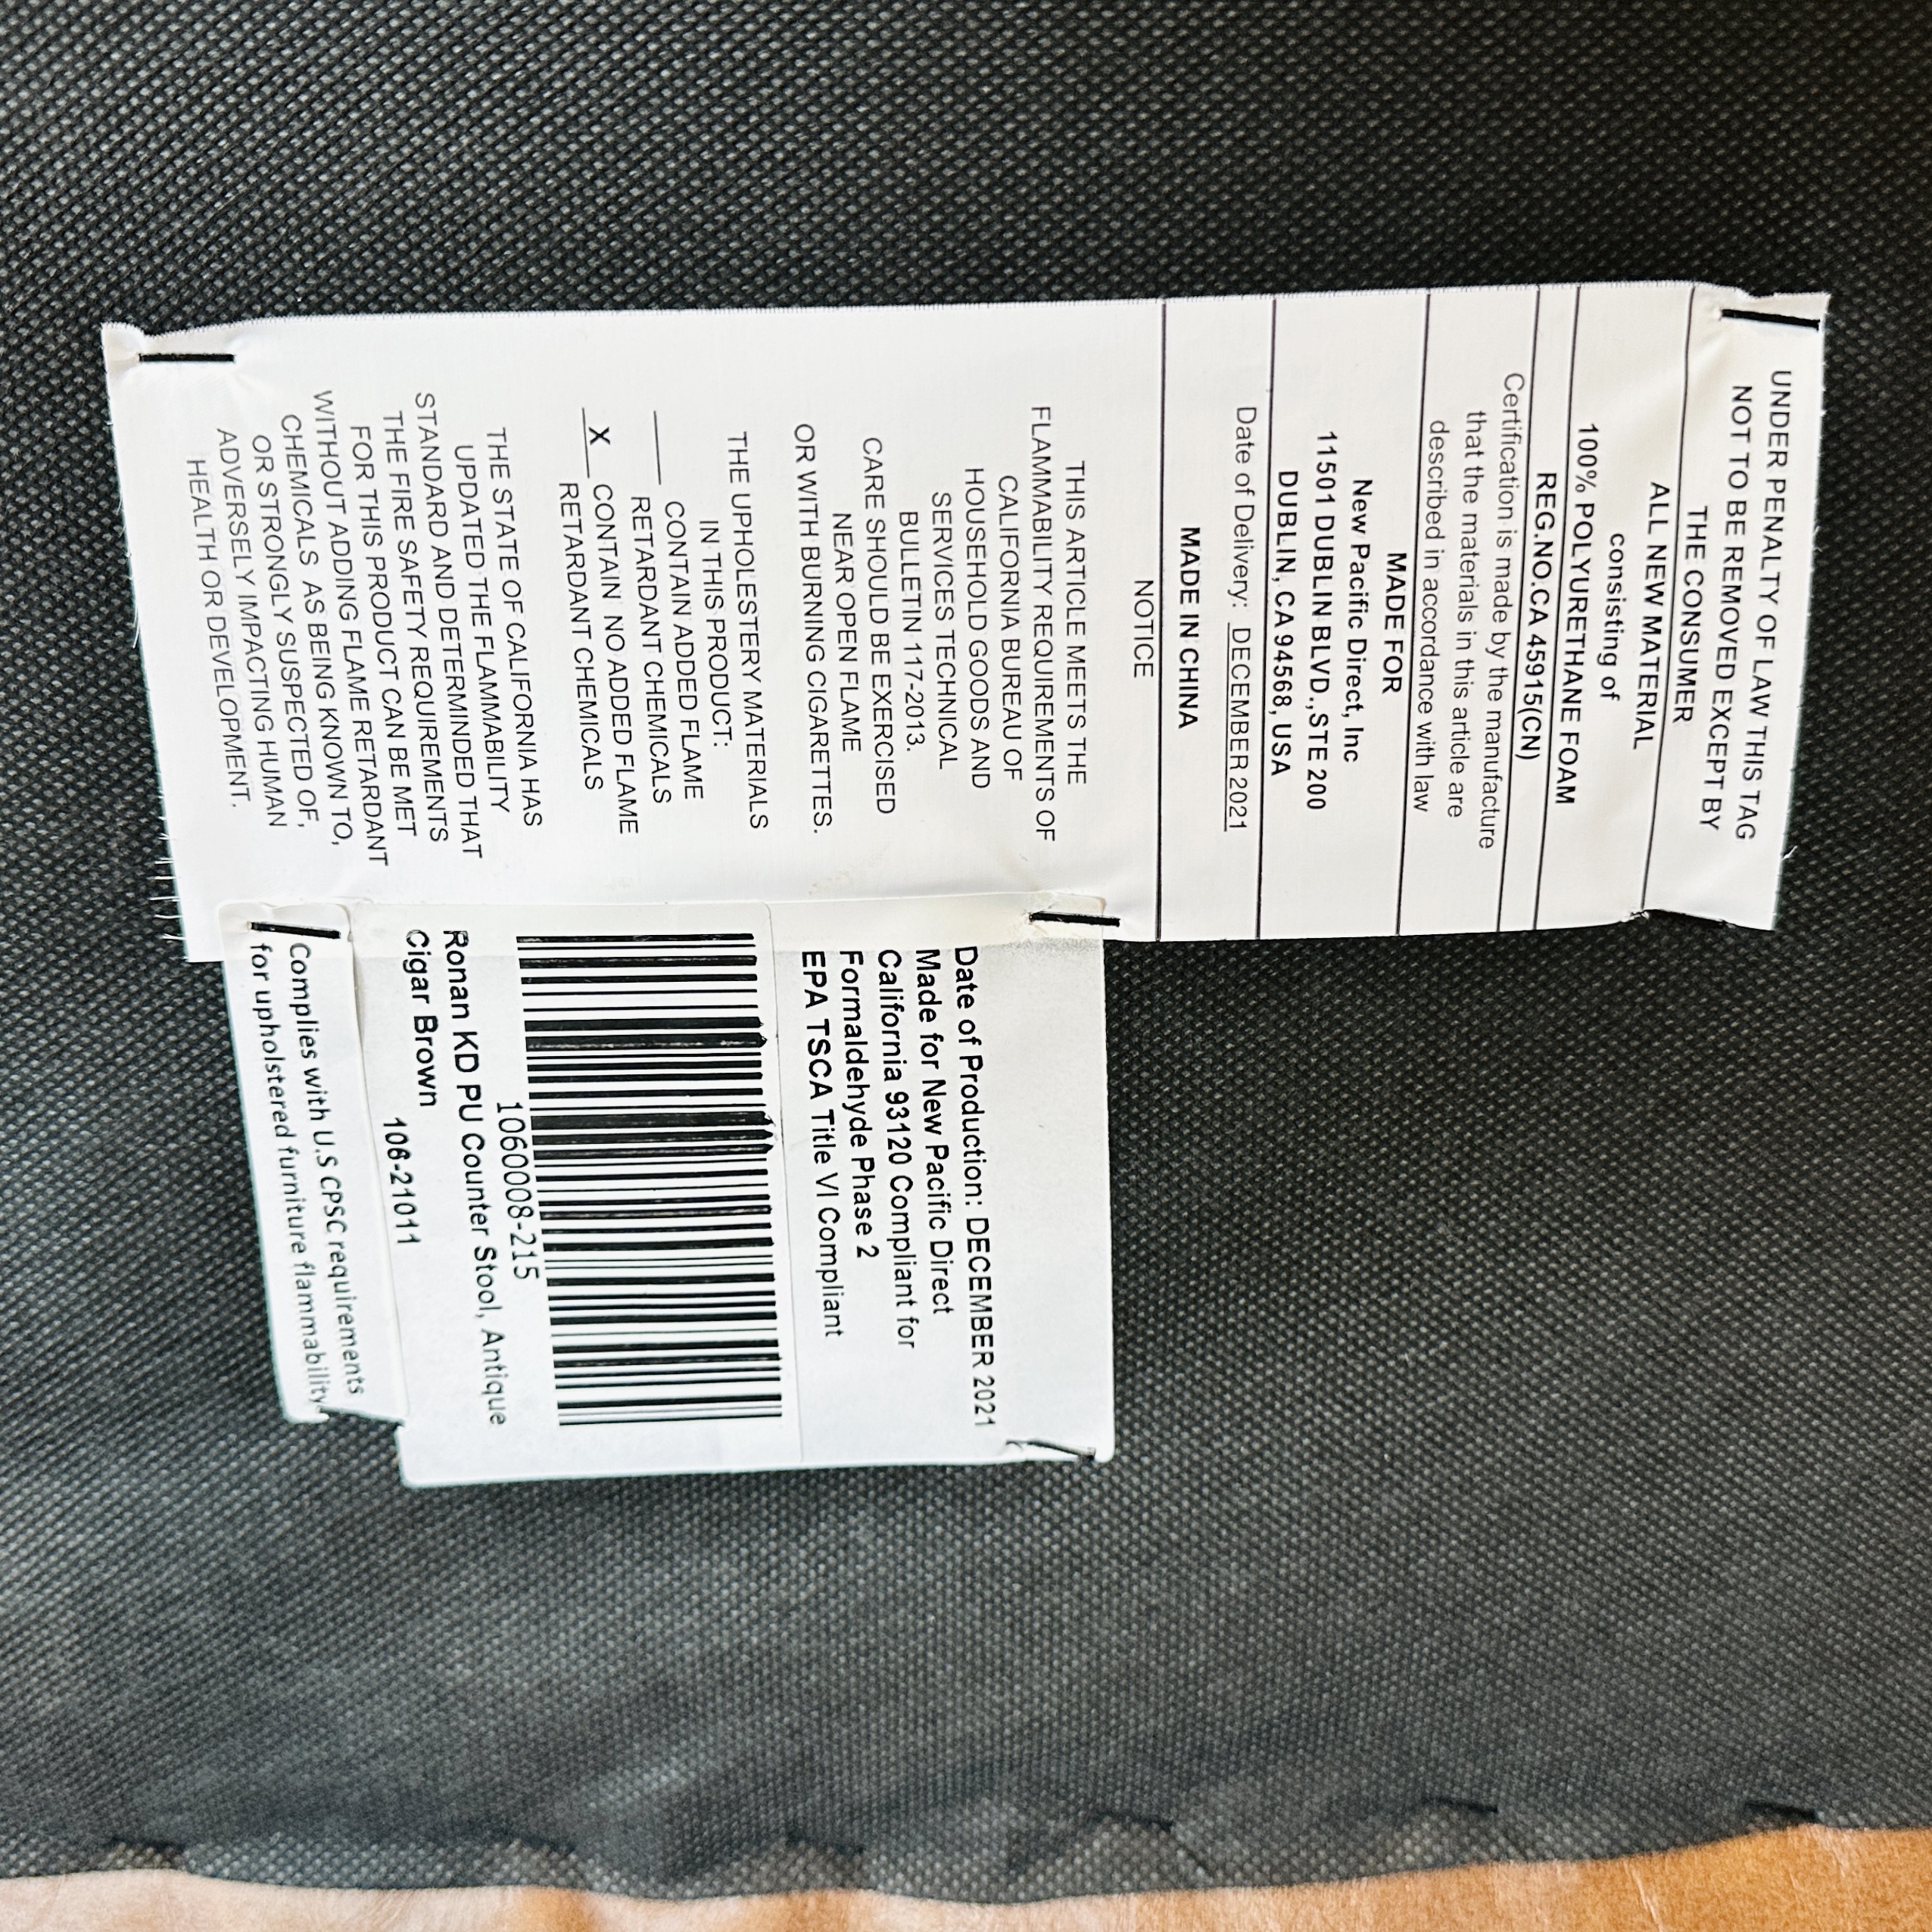 UNDER PENALTY OF LAW THIS TAG
NOT TO BE REMOVED EXCEPT BY
THE CONSUMER
ALL NEW MATERIAL
consisting of
100% POLYURETHANE FOAM
REG.NO.CA 45915(CN)
Certification is made by the manufacture
that the materials in this article are
described in accordance with law
MADE FOR
New Pacific Direct, Inc
11501 DUBLIN BLVD.,STE 200
DUBLIN, CA 94568, USA
Date of Delivery: DECEMBER 2021
MADE IN CHINA
NOTICE
THIS ARTICLE MEETS THE
FLAMMABILITY REQUIREMENTS OF
CALIFORNIA BUREAU OF
HOUSEHOLD GOODS AND
SERVICES TECHNICAL
BULLETIN 117-2013.
CARE SHOULD BE EXERCISED
NEAR OPEN FLAME
OR WITH BURNING CIGARETTES.
THE UPHOLESTERY MATERIALS
IN THIS PRODUCT:
CONTAIN ADDED FLAME
RETARDANT CHEMICALS
X CONTAIN NO ADDED FLAME
RETARDANT CHEMICALS
THE STATE OF CALIFORNIA HAS
UPDATED THE FLAMMABILITY
STANDARD AND DETERMINDED THAT
THE FIRE SAFETY REQUIREMENTS
FOR THIS PRODUCT CAN BE MET
WITHOUT ADDING FLAME RETARDANT
CHEMICALS AS BEING KNOWN TO,
OR STRONGLY SUSPECTED OF,
ADVERSELY IMPACTING HUMAN
HEALTH OR DEVELOPMENT.
Date of Production: DECEMBER 2021
Made for New Pacific Direct
California 93120 Compliant for
Formaldehyde Phase 2
EPA TSCA Title VI Compliant
1060008-215
Ronan KD PU Counter Stool, Antique
Cigar Brown
106-21011
Complies with U.S CPSC requirements
for upholstered furniture flammability